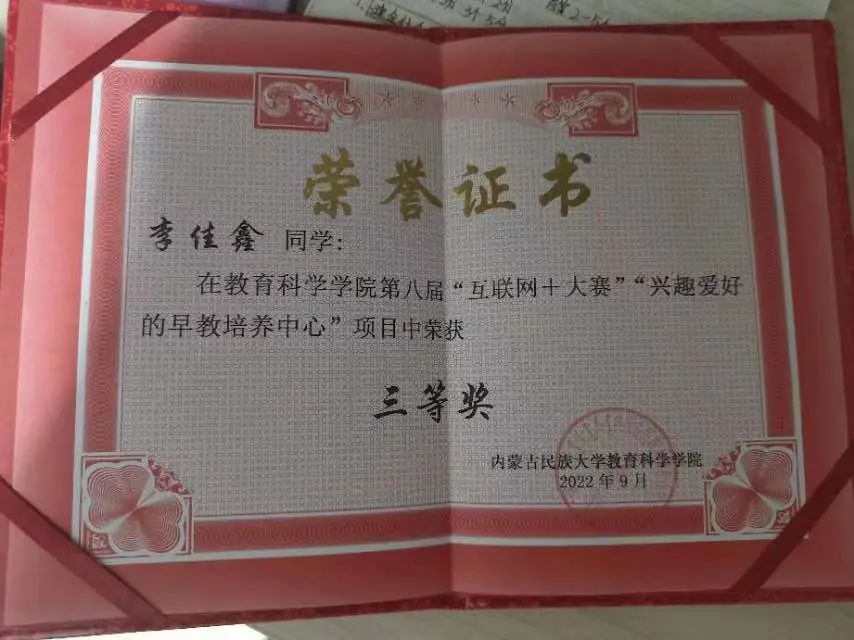 荣誉证书
李佳鑫 同学:
在教育科学学院第八届“互联网+大赛”“兴趣爱好
的早教培养中心”项目中荣获
三等奖
内蒙古民族大学教育科学学院
2022年9月